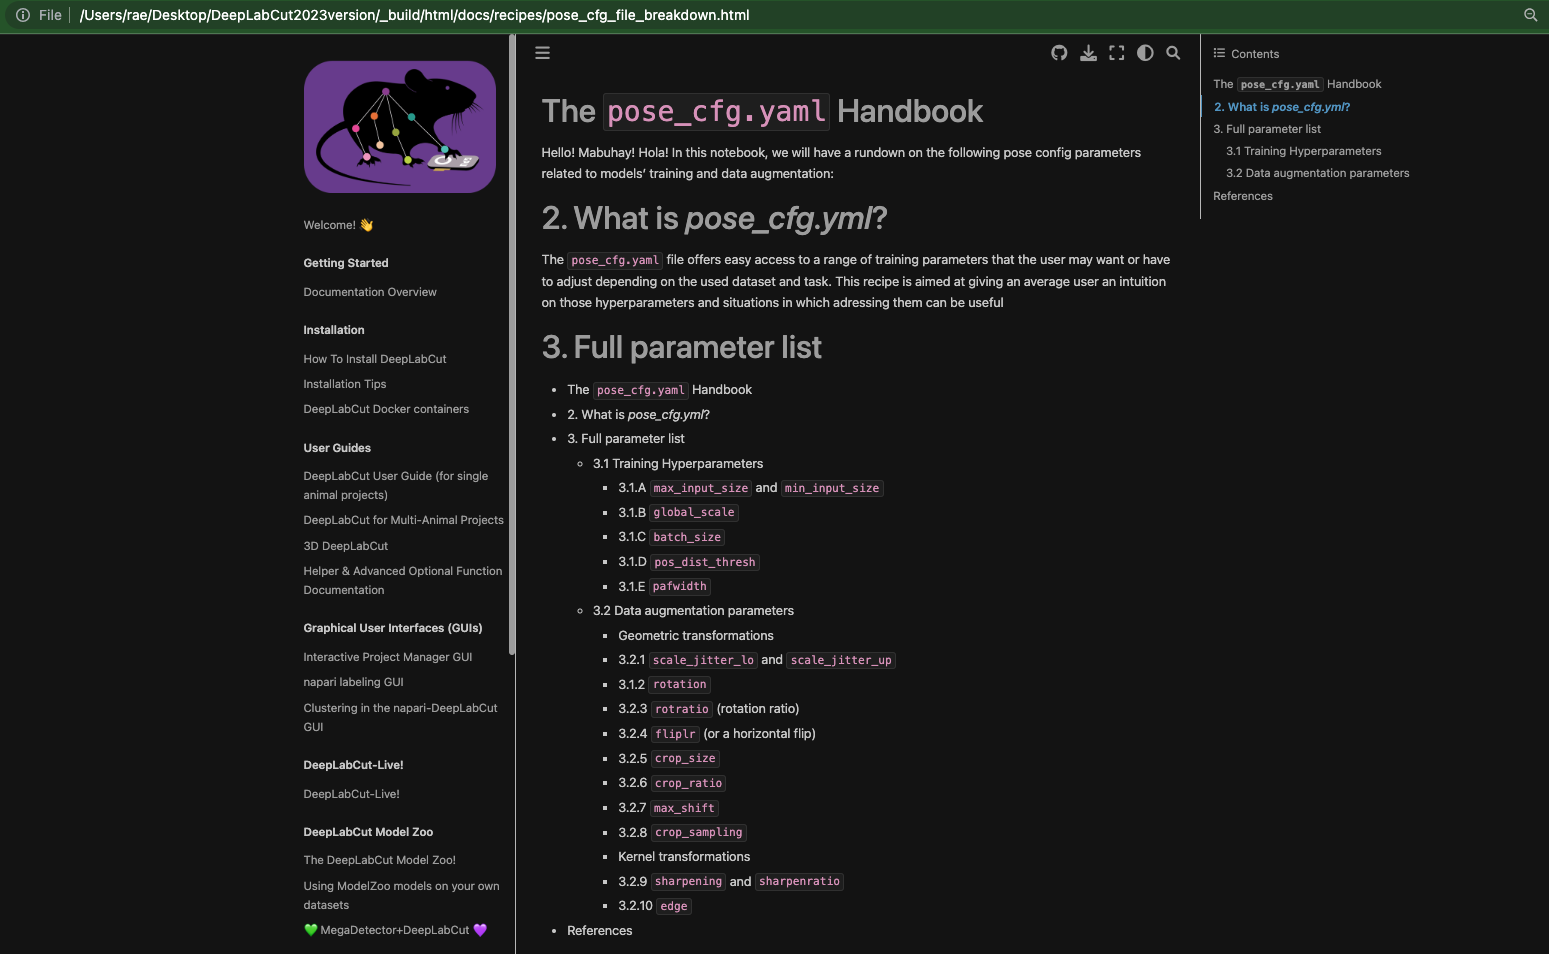 File
/Users/rae/Desktop/DeepLabCut2023version/_build/html/docs/recipes/pose_cfg_file_breakdown.html
Welcome! 👋
Getting Started
Documentation Overview
Installation
How To Install DeepLabCut
Installation Tips
DeepLabCut Docker containers
User Guides
DeepLabCut User Guide (for single
animal projects)
DeepLabCut for Multi-Animal Projects
3D DeepLabCut
Helper & Advanced Optional Function
Documentation
Graphical User Interfaces (GUIs)
Interactive Project Manager GUI
napari labeling GUI
Clustering in the napari-DeepLabCut
GUI
DeepLabCut-Live!
DeepLabCut-Live!
DeepLabCut Model Zoo
The DeepLabCut Model Zoo!
Using ModelZoo models on your own
datasets
💚 MegaDetector+DeepLabCut 💜
The pose_cfg.yaml Handbook
Hello! Mabuhay! Hola! In this notebook, we will have a rundown on the following pose config parameters
related to models’ training and data augmentation:
2. What is pose_cfg.yml?
The pose_cfg.yaml file offers easy access to a range of training parameters that the user may want or have
to adjust depending on the used dataset and task. This recipe is aimed at giving an average user an intuition
on those hyperparameters and situations in which adressing them can be useful
3. Full parameter list
The pose_cfg.yaml Handbook
2. What is pose_cfg.yml?
3. Full parameter list
3.1 Training Hyperparameters
3.1.A max_input_size and min_input_size
3.1.B global_scale
3.1.C batch_size
3.1.D pos_dist_thresh
3.1.E pafwidth
3.2 Data augmentation parameters
Geometric transformations
3.2.1 scale_jitter_lo and scale_jitter_up
3.1.2 rotation
3.2.3 rotratio (rotation ratio)
3.2.4 fliplr (or a horizontal flip)
3.2.5 crop_size
3.2.6 crop_ratio
3.2.7 max_shift
3.2.8 crop_sampling
Kernel transformations
3.2.9 sharpening and sharpenratio
3.2.10 edge
References
Contents
The pose_cfg.yaml Handbook
2. What is pose_cfg.yml?
3. Full parameter list
3.1 Training Hyperparameters
3.2 Data augmentation parameters
References